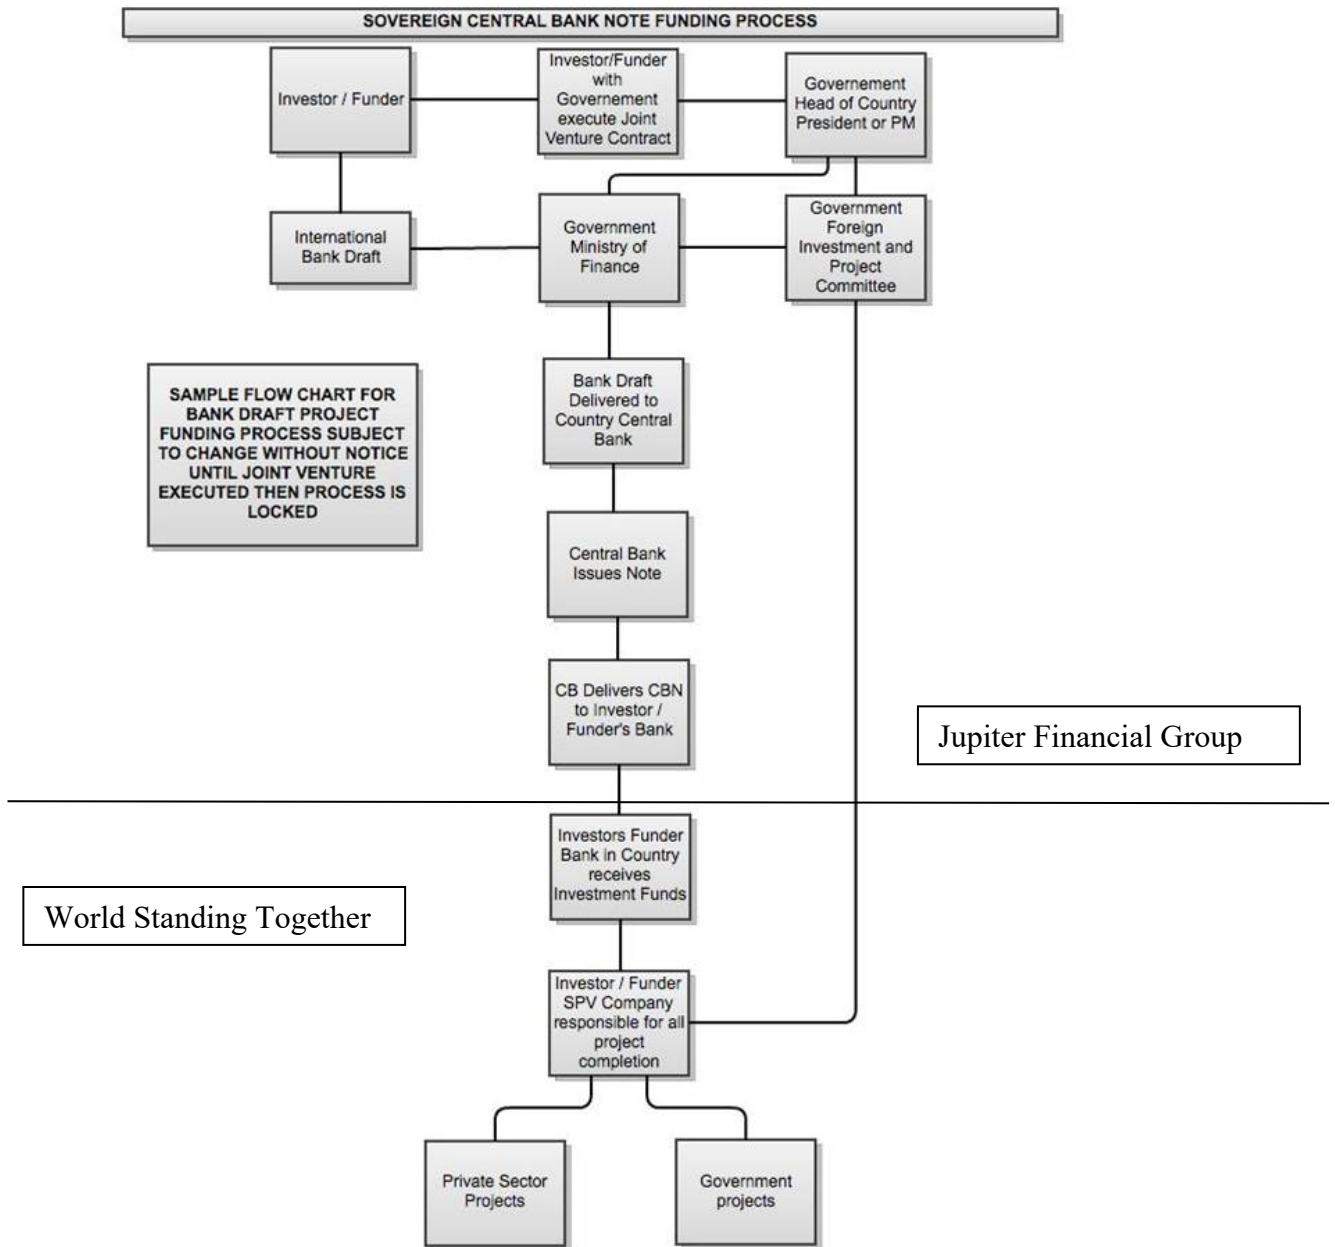 SOVEREIGN CENTRAL BANK NOTE FUNDING PROCESS
Investor / Funder
Investor/Funder
with
Governement
execute Joint
Venture Contract
Governement
Head of Country
President or PM
International
Bank Draft
Government
Ministry of
Finance
Government
Foreign
Investment and
Project
Committee
SAMPLE FLOW CHART FOR
BANK DRAFT PROJECT
FUNDING PROCESS SUBJECT
TO CHANGE WITHOUT NOTICE
UNTIL JOINT VENTURE
EXECUTED THEN PROCESS IS
LOCKED
Bank Draft
Delivered to
Country Central
Bank
Central Bank
Issues Note
CB Delivers CBN
to Investor /
Funder's Bank
Jupiter Financial Group
Investors Funder
Bank in Country
receives
Investment Funds
World Standing Together
Investor / Funder
SPV Company
responsible for all
project
completion
Private Sector
Projects
Government
projects